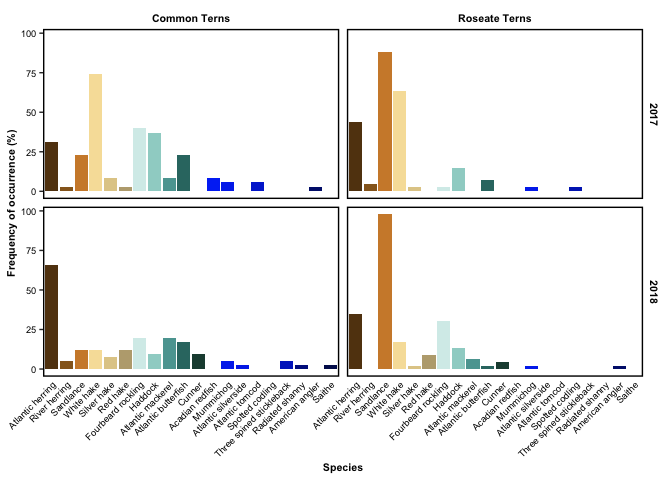 Common Terns
Roseate Terns
Frequency of occurrence (%)
100
75
50
25
0
2017
100
75
50
25
0
2018
Atlantic herring
River herring
Sandlance
White hake
Silver hake
Red hake
Fourbeard rockling
Haddock
Atlantic mackerel
Atlantic butterfish
Cunner
Acadian redfish
Mummichog
Atlantic silverside
Atlantic tomcod
Spotted codling
Three spined stickleback
Radiated shanny
American angler
Saithe
Atlantic herring
River herring
Sandlance
White hake
Silver hake
Red hake
Fourbeard rockling
Haddock
Atlantic mackerel
Atlantic butterfish
Cunner
Acadian redfish
Mummichog
Atlantic silverside
Atlantic tomcod
Spotted codling
Three spined stickleback
Radiated shanny
American angler
Saithe
Species